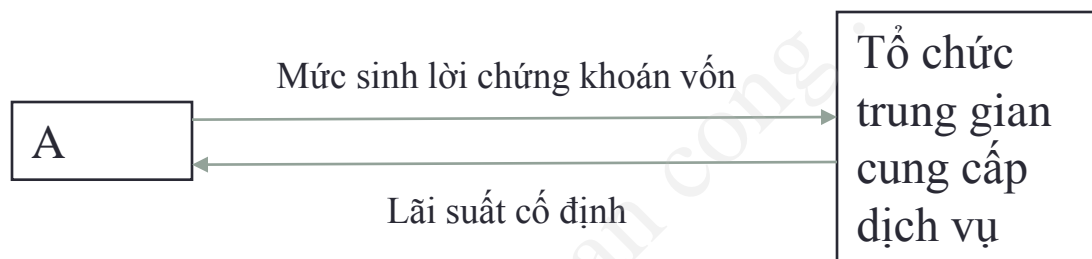 Mức sinh lời chứng khoán vốn
A
Lãi suất cố định
Tổ chức
trung gian
cung cấp
dịch vụ